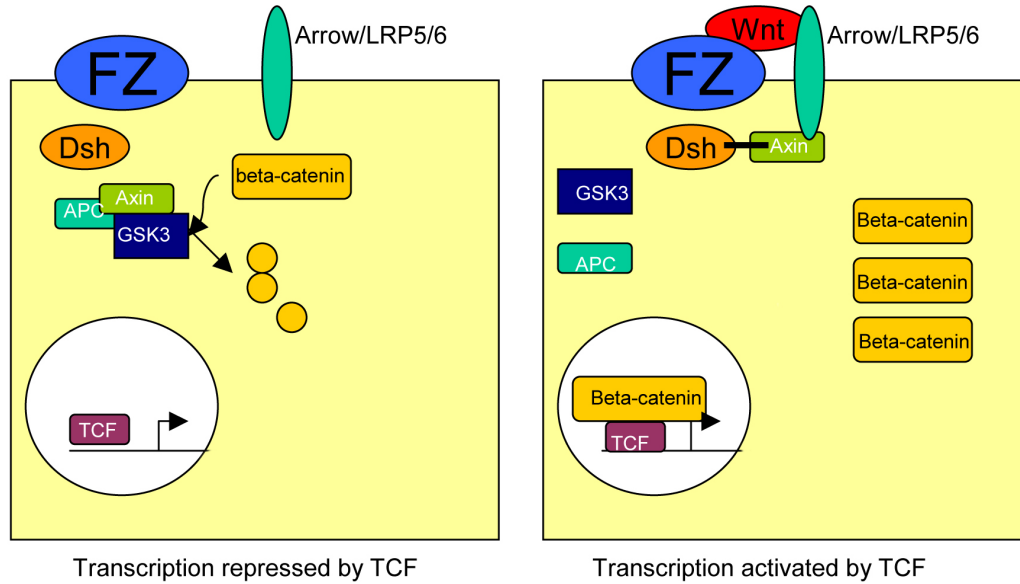 FZ
Arrow/LRP5/6
Dsh
beta-catenin
Axin
APC
GSK3
TCF
Transcription repressed by TCF
Wnt
FZ
Arrow/LRP5/6
Dsh
Axin
GSK3
APC
Beta-catenin
Beta-catenin
Beta-catenin
Beta-catenin
TCF
Transcription activated by TCF